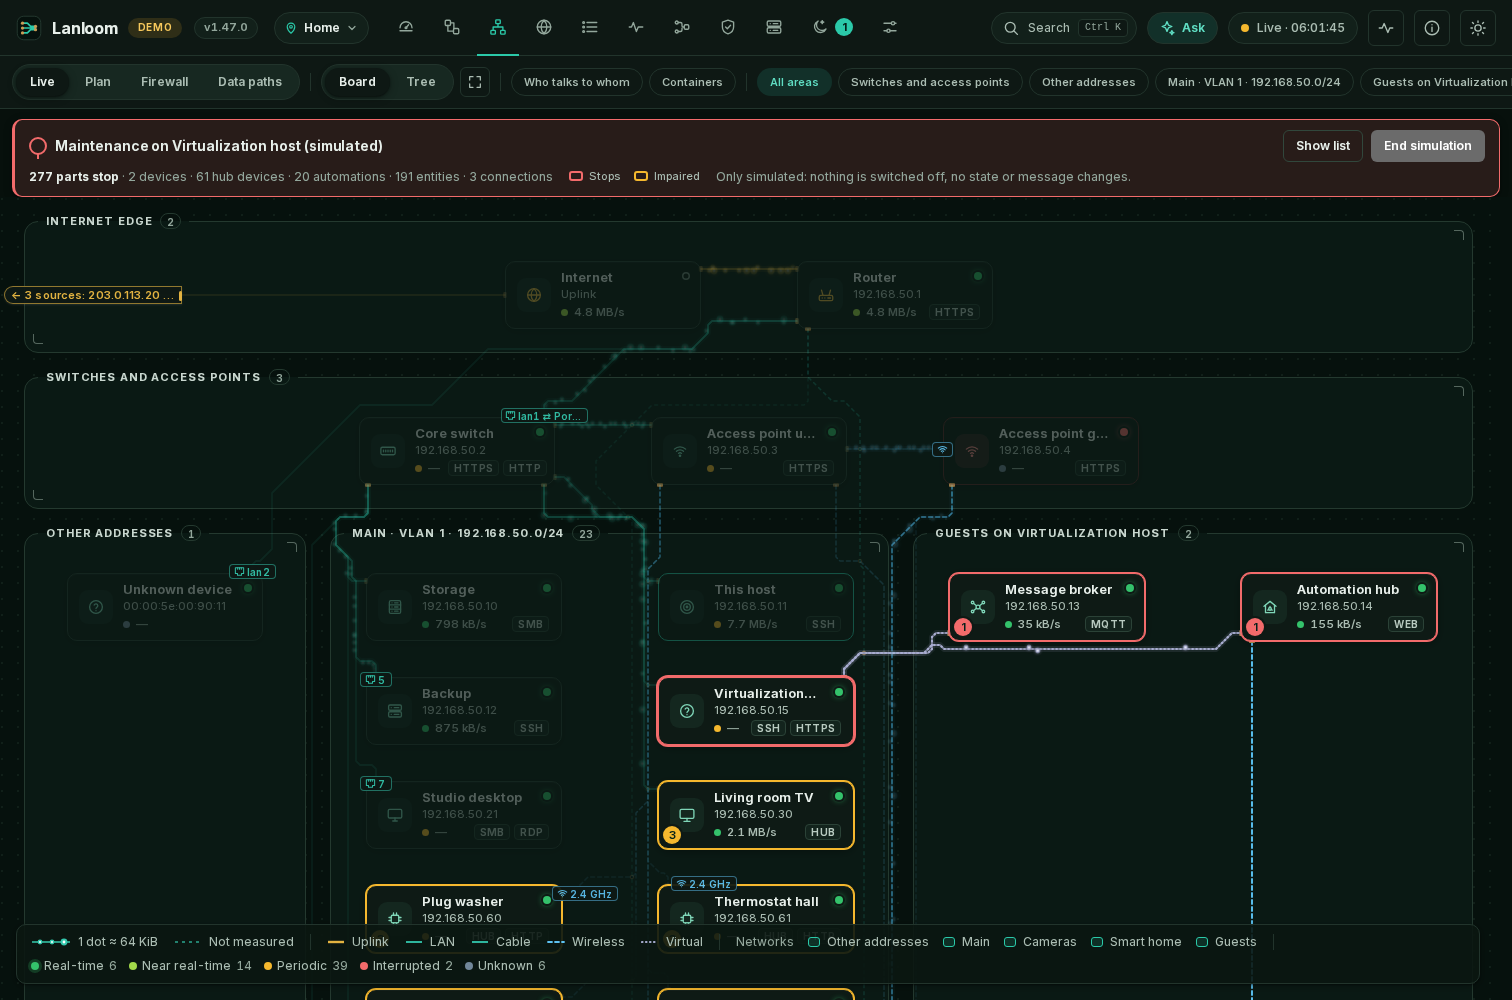 Lanloom DEMO v1.47.0 Home 1 Search Ctrl K Ask Live · 06:01:45
Live Plan Firewall Data paths Board Tree Who talks to whom Containers All areas Switches and access points Other addresses Main · VLAN 1 · 192.168.50.0/24 Guests on Virtualization
Maintenance on Virtualization host (simulated) Show list End simulation
277 parts stop · 2 devices · 61 hub devices · 20 automations · 191 entities · 3 connections Stops Impaired Only simulated: nothing is switched off, no state or message changes.
INTERNET EDGE 2
Internet Router
Uplink 192.168.50.1
← 3 sources: 203.0.113.20 ...
4.8 MB/s 4.8 MB/s HTTPS
SWITCHES AND ACCESS POINTS 3
lan1 ⇄ Por...
Core switch Access point u... Access point g...
192.168.50.2 192.168.50.3 192.168.50.4
— HTTPS HTTP — HTTPS — HTTPS
OTHER ADDRESSES 1 MAIN · VLAN 1 · 192.168.50.0/24 23 GUESTS ON VIRTUALIZATION HOST 2
lan2
Unknown device Storage This host Message broker Automation hub
00:00:5e:00:90:11 192.168.50.10 192.168.50.11 192.168.50.13 192.168.50.14
— 798 kB/s SMB 7.7 MB/s SSH 1 35 kB/s MQTT 1 155 kB/s WEB
5
Backup Virtualization...
192.168.50.12 192.168.50.15
875 kB/s SSH — SSH HTTPS
7
Studio desktop Living room TV
192.168.50.21 192.168.50.30
— SMB RDP 3 2.1 MB/s HUB
2.4 GHz 2.4 GHz
Plug washer Thermostat hall
192.168.50.60 192.168.50.61
1 dot ≈ 64 KiB Not measured Uplink LAN Cable Wireless Virtual Networks Other addresses Main Cameras Smart home Guests
Real-time 6 Near real-time 14 Periodic 39 Interrupted 2 Unknown 6